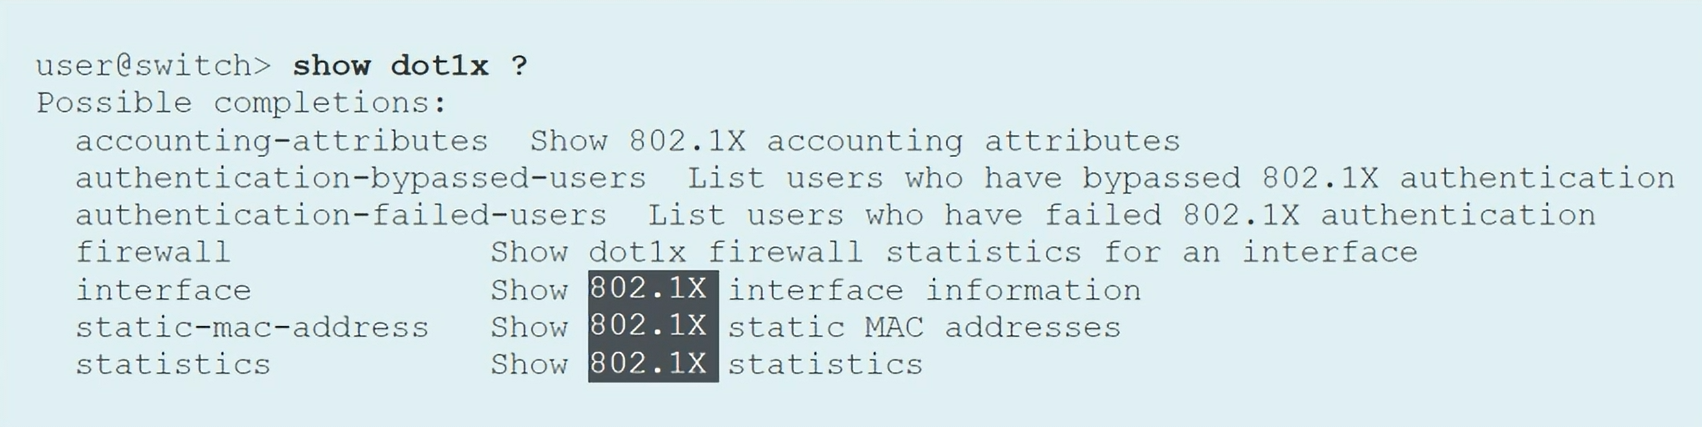 user@switch> show dot1x ?
Possible completions:
accounting-attributes Show 802.1X accounting attributes
authentication-bypassed-users List users who have bypassed 802.1X authentication
authentication-failed-users List users who have failed 802.1X authentication
firewall Show dot1x firewall statistics for an interface
interface Show 802.1X interface information
static-mac-address Show 802.1X static MAC addresses
statistics Show 802.1X statistics